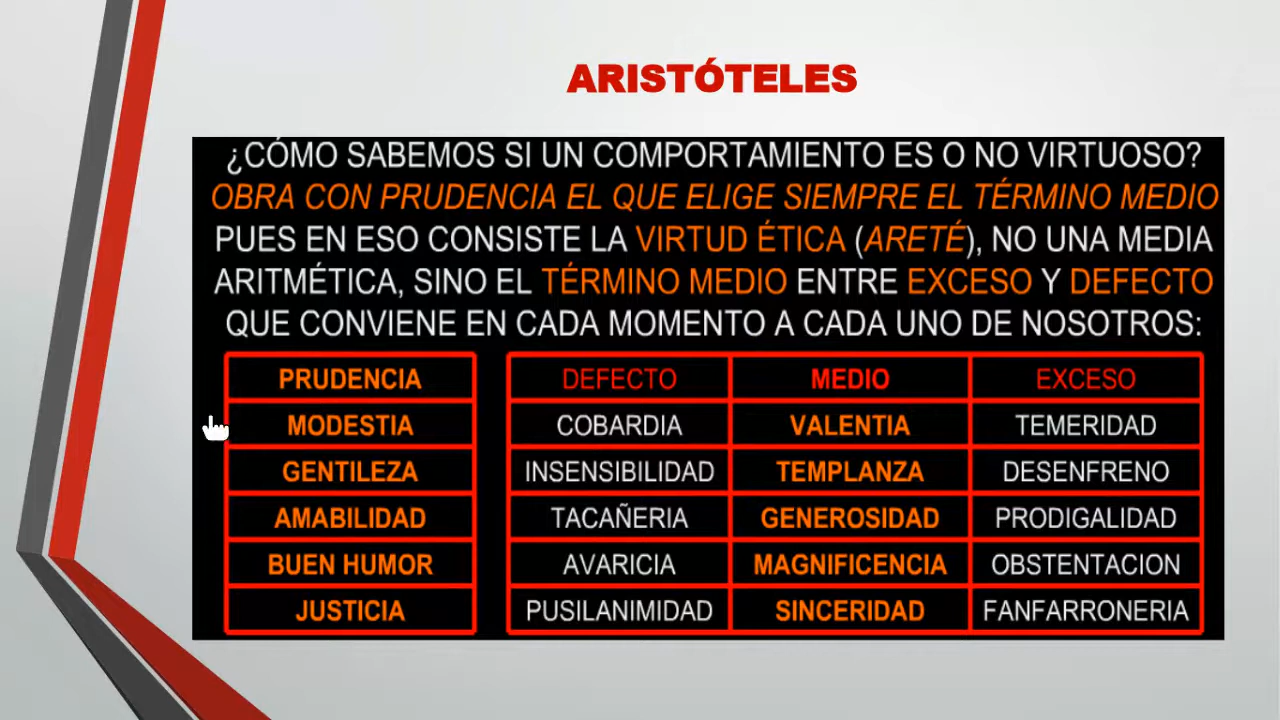 ARISTÓTELES
¿CÓMO SABEMOS SI UN COMPORTAMIENTO ES O NO VIRTUOSO?
OBRA CON PRUDENCIA EL QUE ELIGE SIEMPRE EL TÉRMINO MEDIO
PUES EN ESO CONSISTE LA VIRTUD ÉTICA (ARETÉ), NO UNA MEDIA
ARITMÉTICA, SINO EL TÉRMINO MEDIO ENTRE EXCESO Y DEFECTO
QUE CONVIENE EN CADA MOMENTO A CADA UNO DE NOSOTROS:
PRUDENCIA DEFECTO MEDIO EXCESO
MODESTIA COBARDIA VALENTIA TEMERIDAD
GENTILEZA INSENSIBILIDAD TEMPLANZA DESENFRENO
AMABILIDAD TACAÑERIA GENEROSIDAD PRODIGALIDAD
BUEN HUMOR AVARICIA MAGNIFICENCIA OBSTENTACION
JUSTICIA PUSILANIMIDAD SINCERIDAD FANFARRONERIA